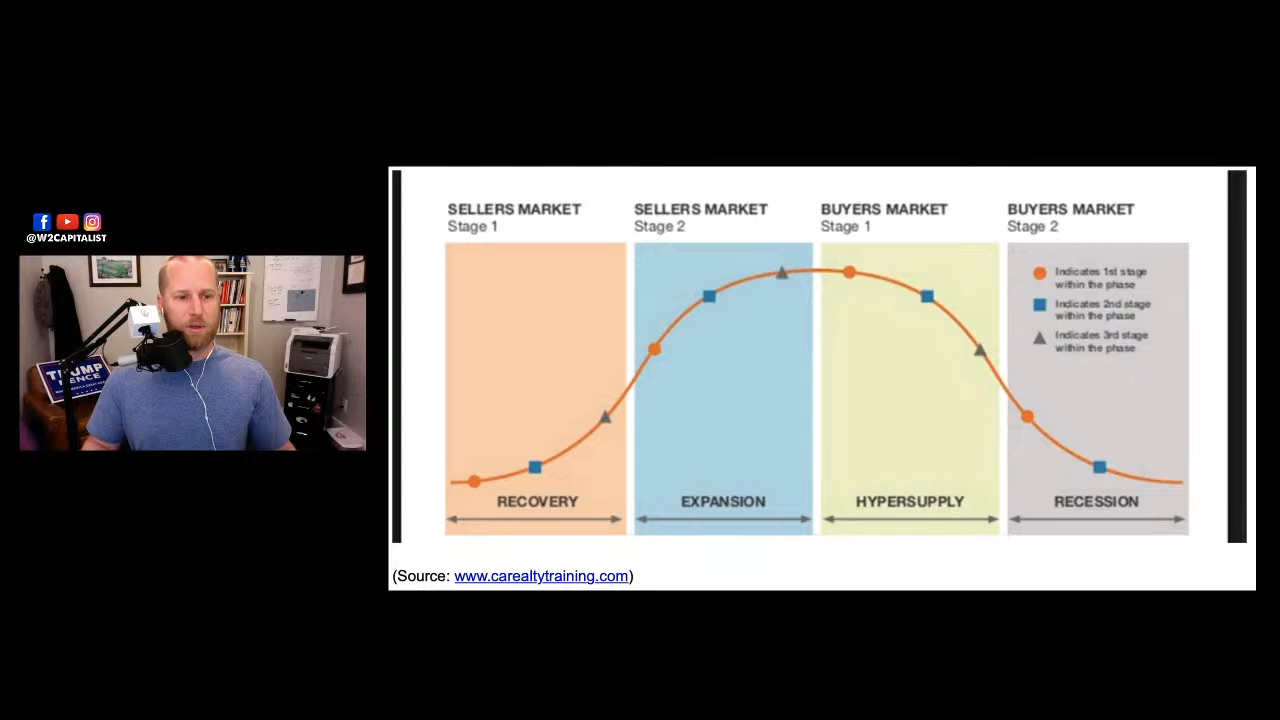 @W2CAPITALIST
TRUMP
PENCE
SELLERS MARKET
Stage 1
SELLERS MARKET
Stage 2
BUYERS MARKET
Stage 1
BUYERS MARKET
Stage 2
Indicates 1st stage
within the phase
Indicates 2nd stage
within the phase
Indicates 3rd stage
within the phase
RECOVERY
EXPANSION
HYPERSUPPLY
RECESSION
(Source: www.carealtytraining.com)